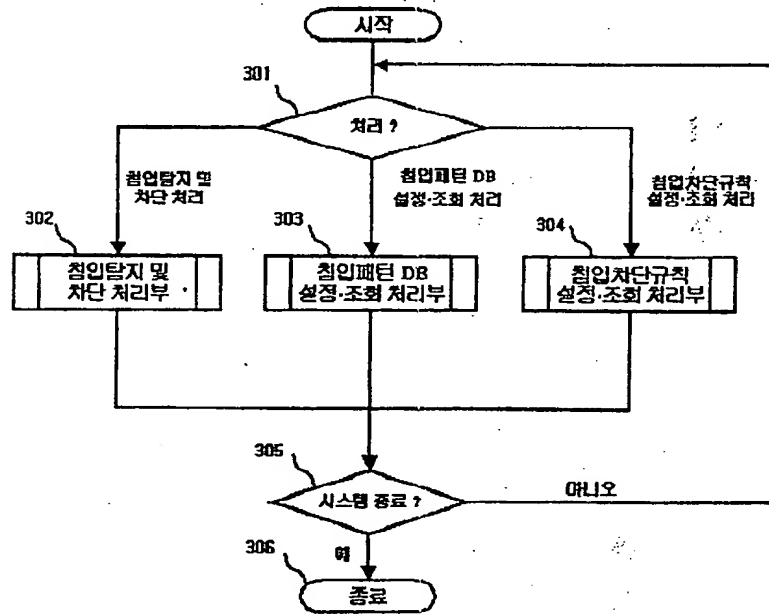 시작
301
처리 ?
침입탐지 및
차단 처리
침입패턴 DB
설정·조회 처리
침입차단규칙
설정·조회 처리
302
303
304
침입탐지 및
차단 처리부
침입패턴 DB
설정·조회 처리부
침입차단규칙
설정·조회 처리부
305
시스템 종료 ?
아니오
예
306
종료